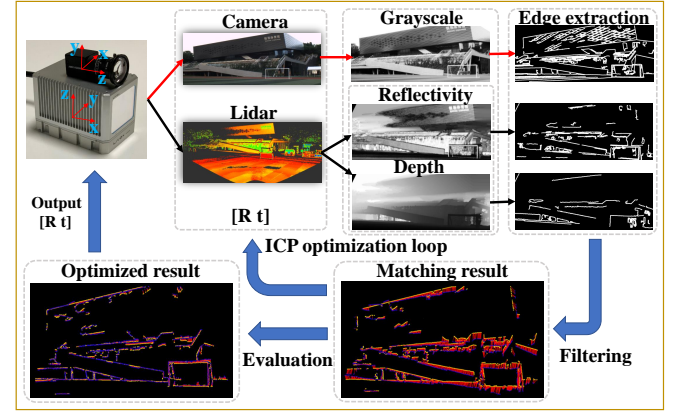 Camera
Grayscale
Edge extraction
y
x
z
z
y
x
Lidar
Reflectivity
Depth
[R t]
Output
[R t]
ICP optimization loop
Optimized result
Matching result
Evaluation
Filtering